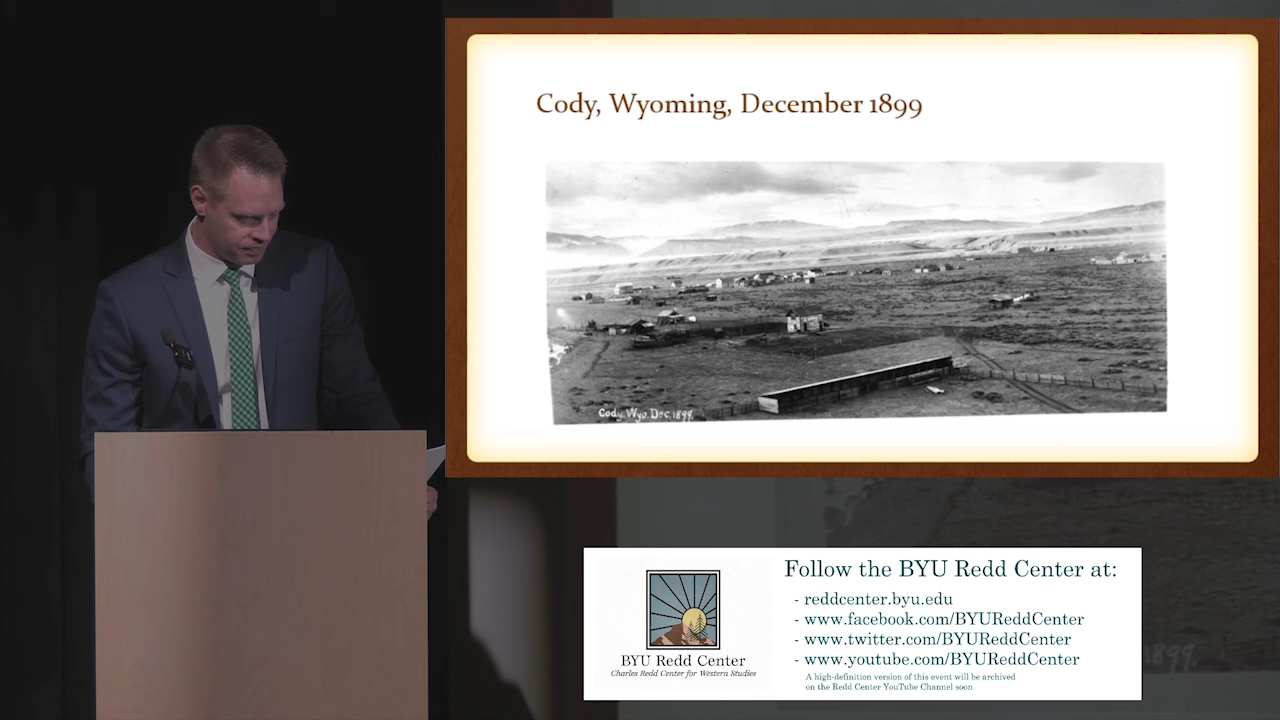 Cody, Wyoming, December 1899
Cody, Wyo. Dec. 1899.
Follow the BYU Redd Center at:
- reddcenter.byu.edu
- www.facebook.com/BYUReddCenter
- www.twitter.com/BYUReddCenter
- www.youtube.com/BYUReddCenter
A high-definition version of this event will be archived
on the Redd Center YouTube Channel soon
BYU Redd Center
Charles Redd Center for Western Studies
1899.